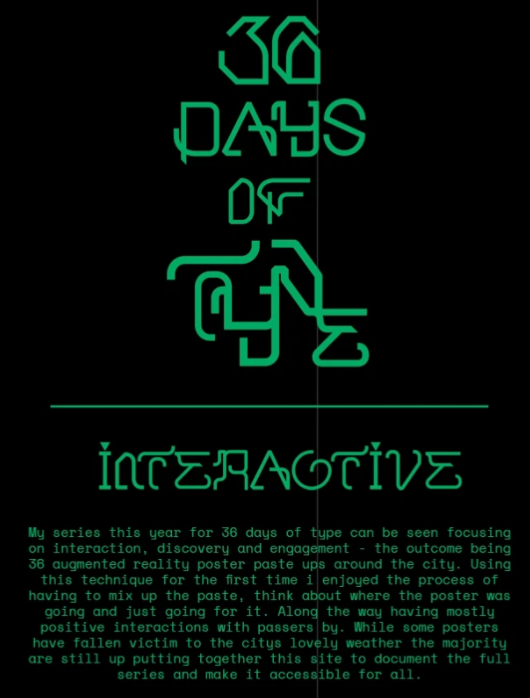 36
DAYS
OF
TYPE
INTERACTIVE
My series this year for 36 days of type can be seen focusing
on interaction, discovery and engagement - the outcome being
36 augmented reality poster paste ups around the city. Using
this technique for the first time i enjoyed the process of
having to mix up the paste, think about where the poster was
going and just going for it. Along the way having mostly
positive interactions with passers by. While some posters
have fallen victim to the citys lovely weather the majority
are still up putting together this site to document the full
series and make it accessible for all.